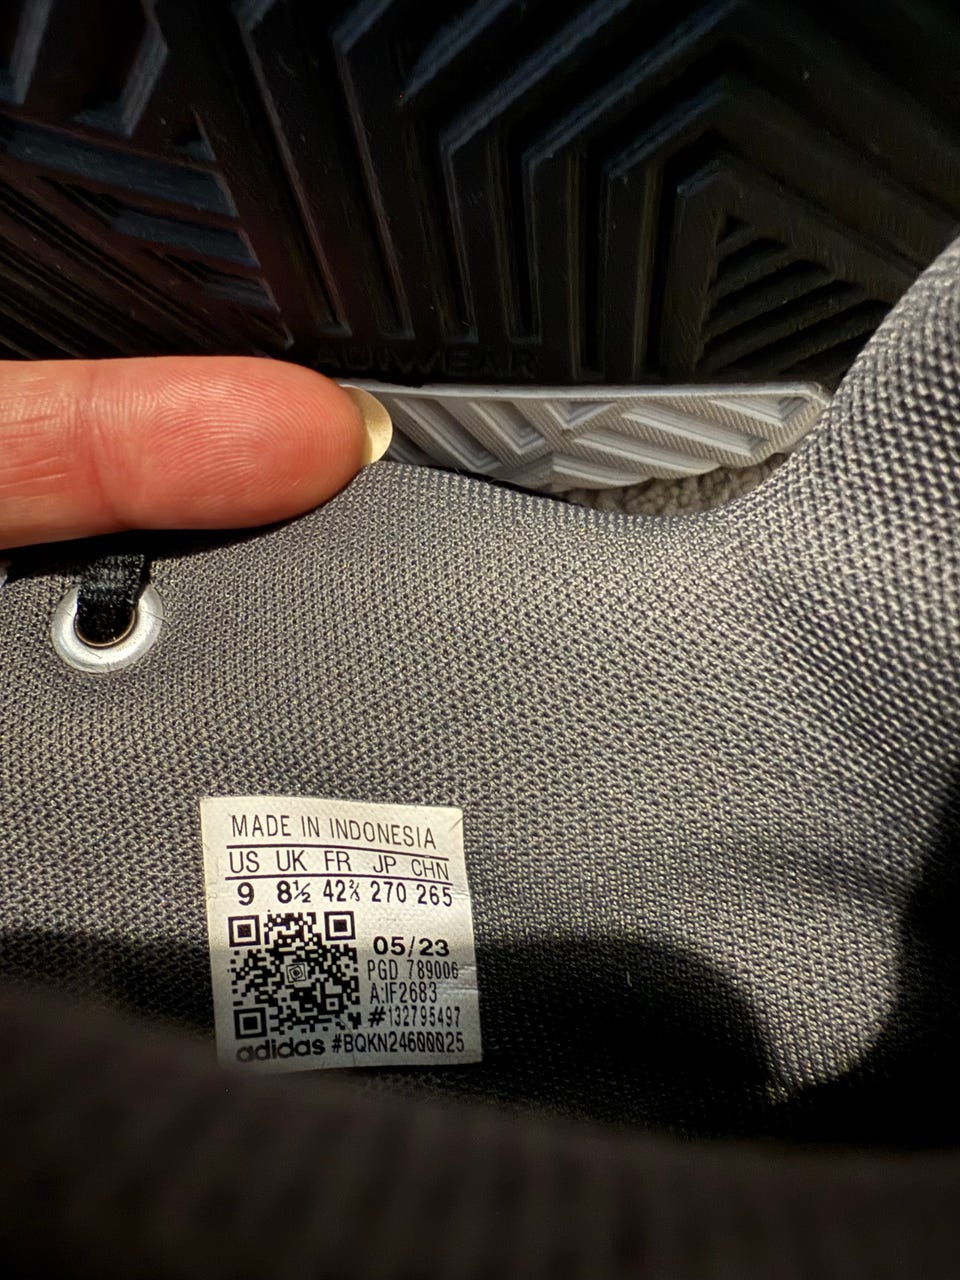 ADIWEAR
MADE IN INDONESIA
US UK FR JP CHN
9 8½ 42⅔ 270 265
05/23
PGD 789006
A:IF2683
#132795497
adidas #BQKN24600025